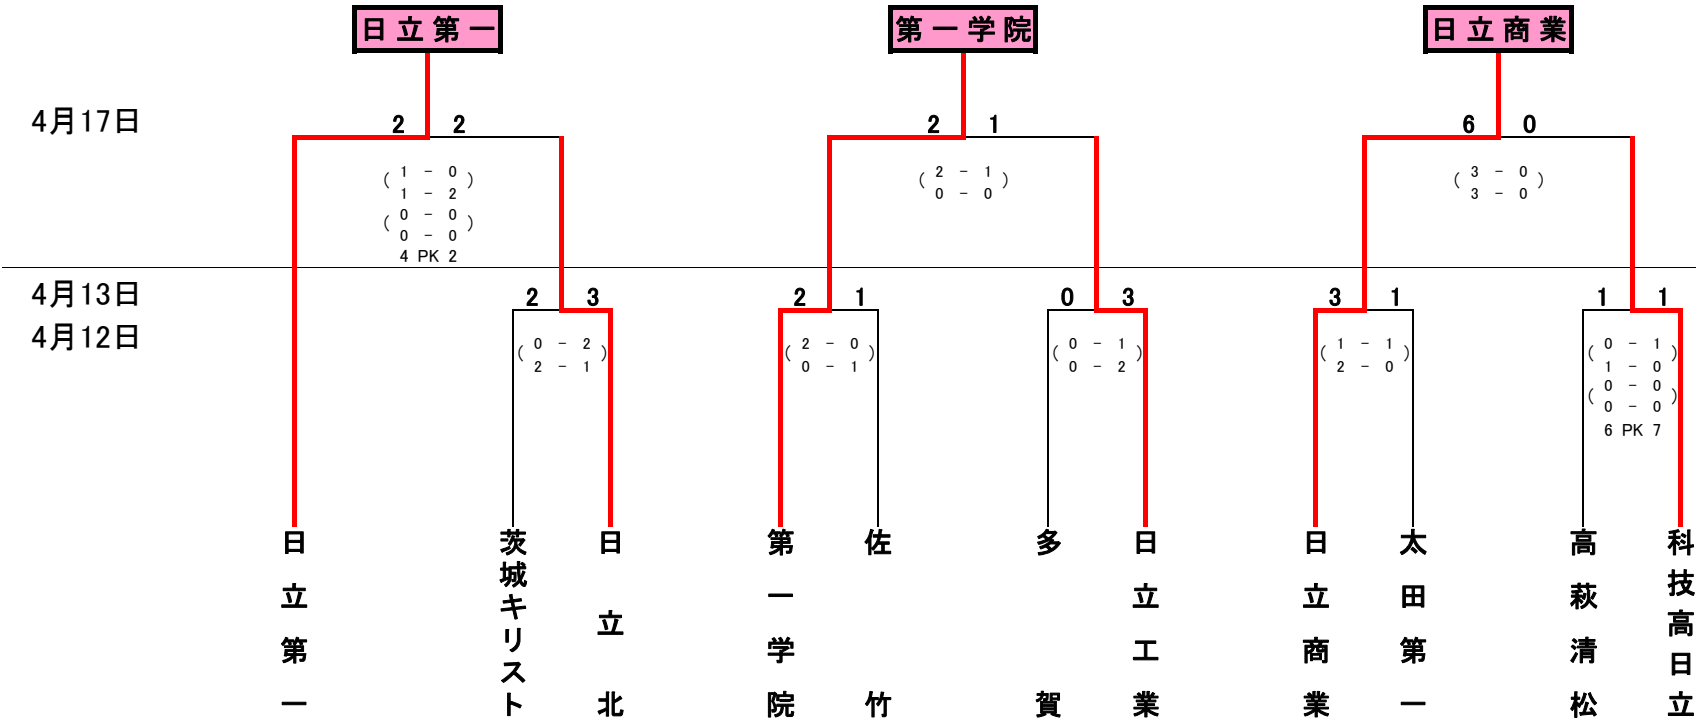 日立第一 第一学院 日立商業
4月17日 2 2 2 1 6 0
( 1 - 0 ) ( 2 - 1 ) ( 3 - 0 )
1 - 2 0 - 0 3 - 0
( 0 - 0 )
0 - 0
4 PK 2
4月13日 2 3 2 1 0 3 3 1 1 1
4月12日
( 0 - 2 ) ( 2 - 0 ) ( 0 - 1 ) ( 1 - 1 ) ( 0 - 1 )
2 - 1 0 - 1 0 - 2 2 - 0 1 - 0
( 0 - 0 )
0 - 0
6 PK 7
日立第一
茨城キリスト
日立北
第一学院
佐竹
多賀
日立工業
日立商業
太田第一
高萩清松
科技高日立